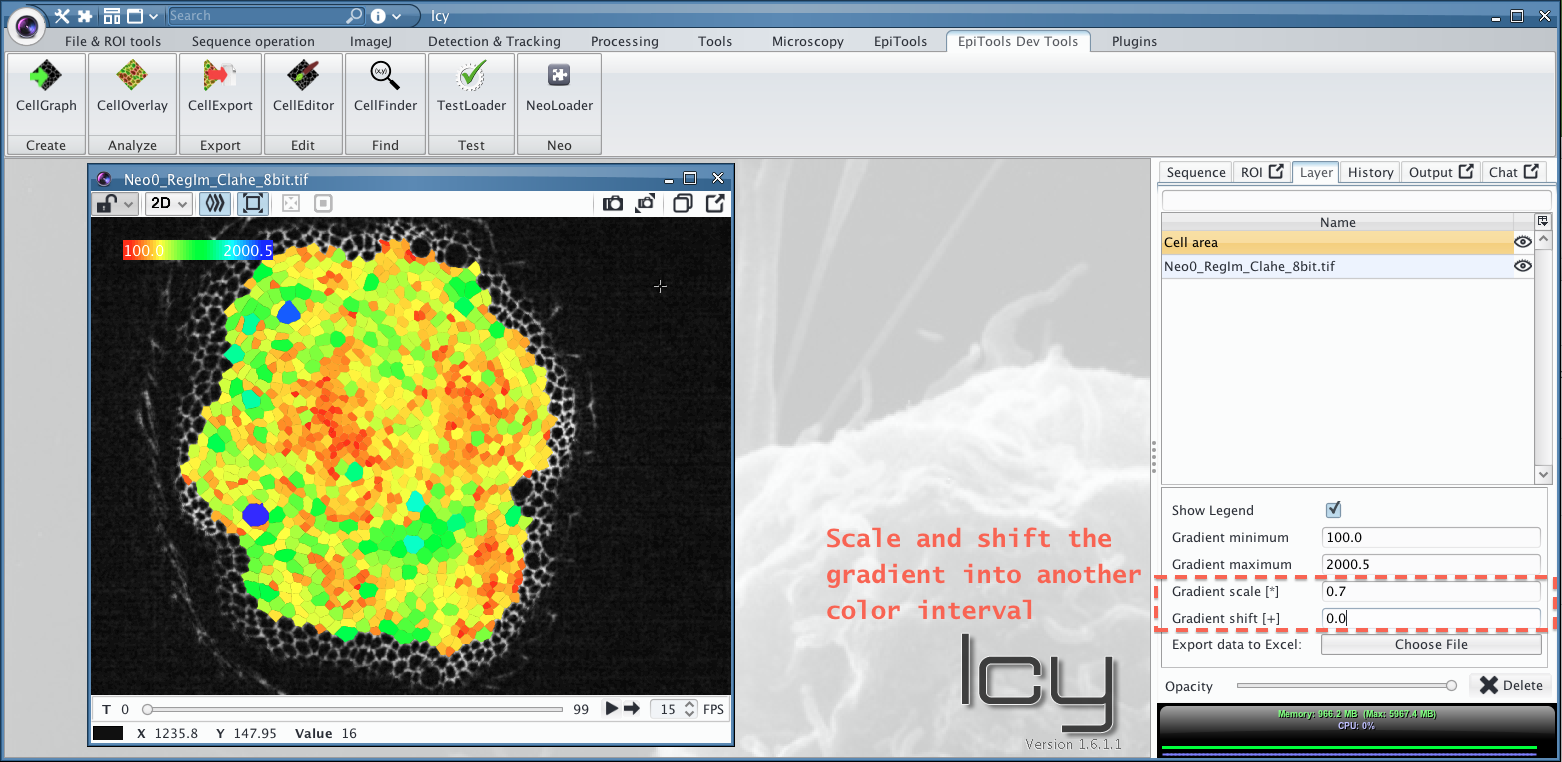 Search
Icy
File & ROI tools Sequence operation ImageJ Detection & Tracking Processing Tools Microscopy EpiTools EpiTools Dev Tools Plugins
(x,y)
CellGraph CellOverlay CellExport CellEditor CellFinder TestLoader NeoLoader
Create Analyze Export Edit Find Test Neo
Neo0_RegIm_Clahe_8bit.tif
2D
100.0 2000.5
T 0 99 15 FPS
X 1235.8 Y 147.95 Value 16
Scale and shift the
gradient into another
color interval
Icy
Version 1.6.1.1
Sequence ROI Layer History Output Chat
Name
Cell area
Neo0_RegIm_Clahe_8bit.tif
Show Legend
Gradient minimum 100.0
Gradient maximum 2000.5
Gradient scale [*] 0.7
Gradient shift [+] 0.0
Export data to Excel: Choose File
Opacity Delete
Memory: 966.2 MB (Max: 5967.4 MB)
CPU: 0%